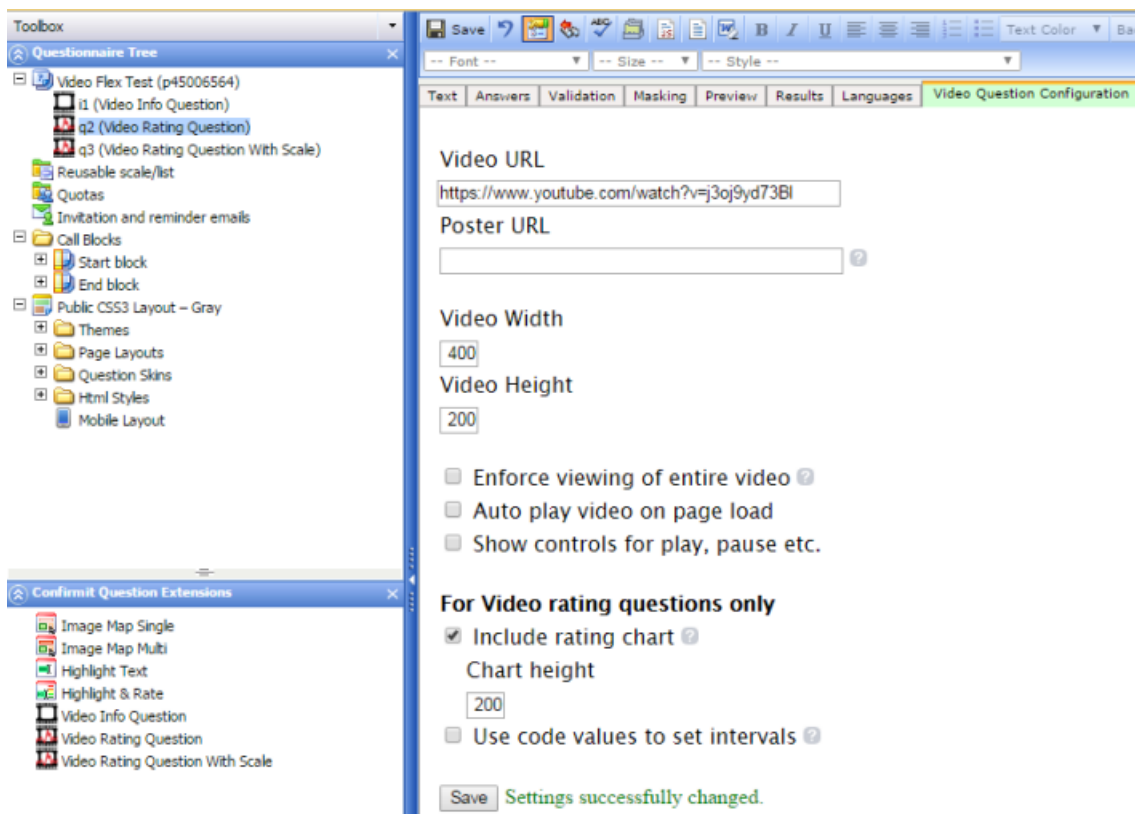 Toolbox
Questionnaire Tree
Video Flex Test (p45006564)
i1 (Video Info Question)
q2 (Video Rating Question)
q3 (Video Rating Question With Scale)
Reusable scale/list
Quotas
Invitation and reminder emails
Call Blocks
Start block
End block
Public CSS3 Layout – Gray
Themes
Page Layouts
Question Skins
Html Styles
Mobile Layout
Confirmit Question Extensions
Image Map Single
Image Map Multi
Highlight Text
Highlight & Rate
Video Info Question
Video Rating Question
Video Rating Question With Scale
Save ABC B I U Text Color Ba
-- Font -- -- Size -- -- Style --
Text Answers Validation Masking Preview Results Languages Video Question Configuration
Video URL
https://www.youtube.com/watch?v=j3oj9yd73BI
Poster URL
Video Width
400
Video Height
200
Enforce viewing of entire video
Auto play video on page load
Show controls for play, pause etc.
For Video rating questions only
Include rating chart
Chart height
200
Use code values to set intervals
Save Settings successfully changed.